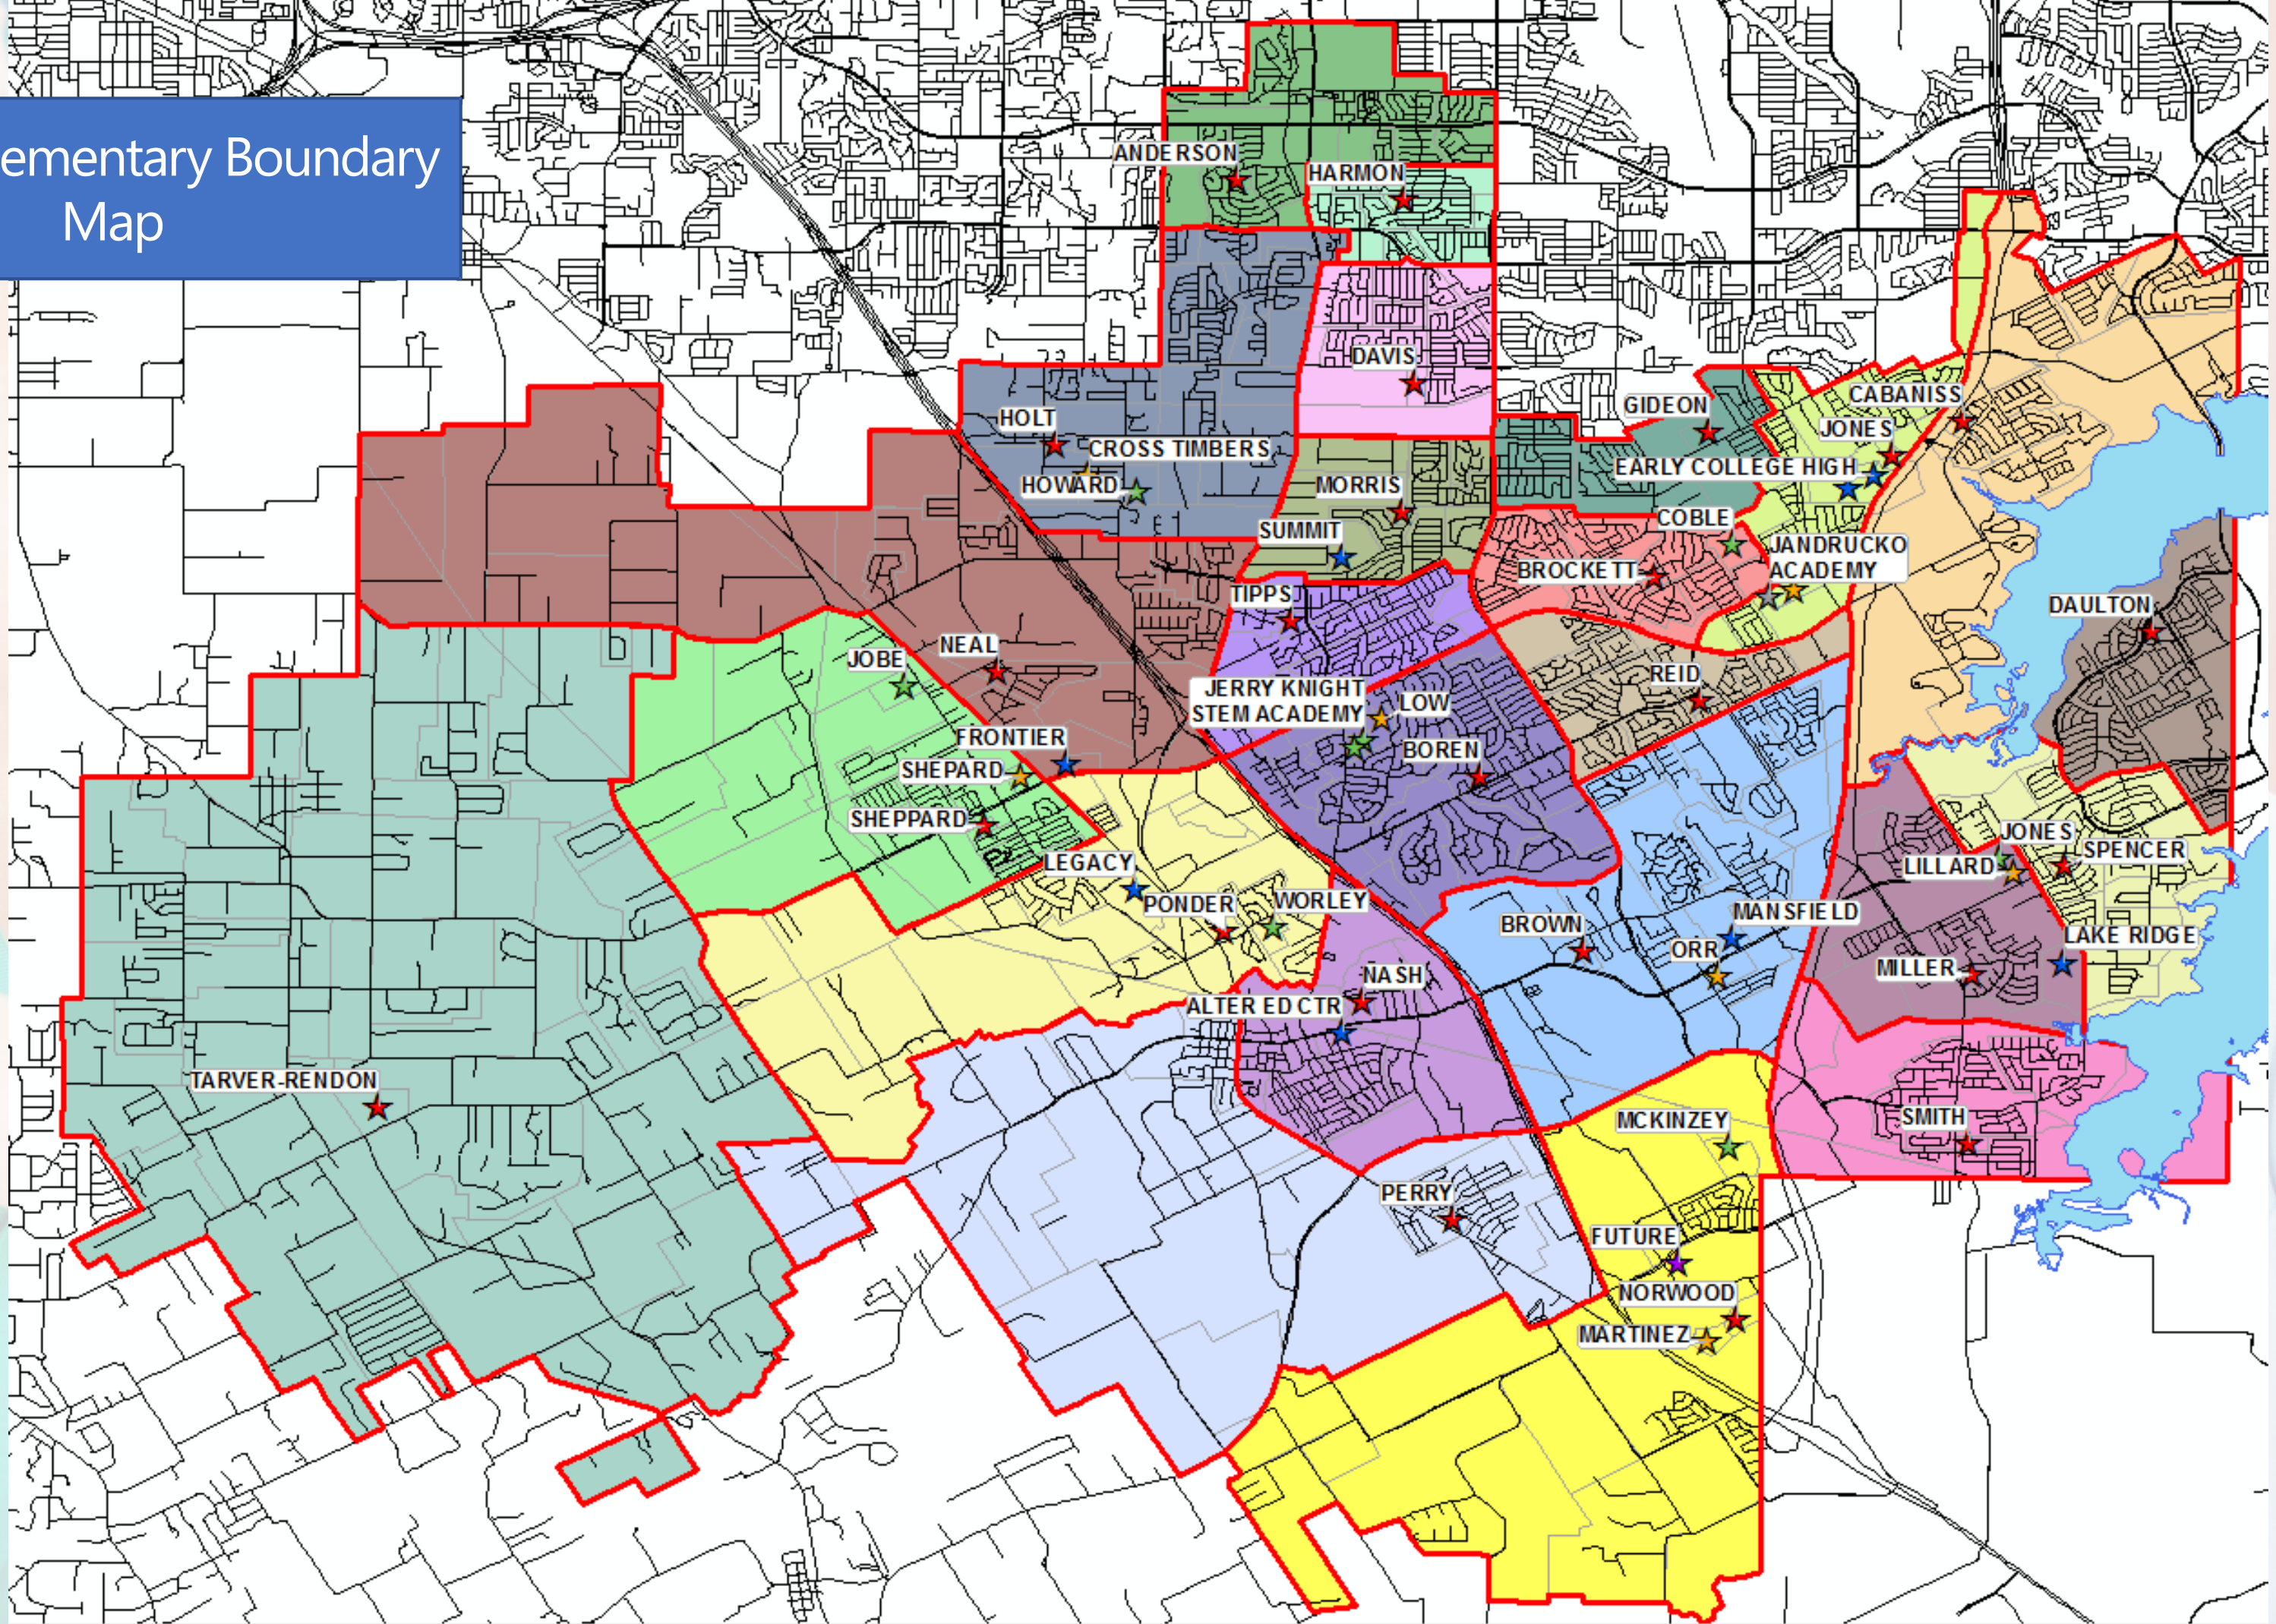 ementary Boundary
Map
ANDERSON
HARMON
DAVIS
HOLT
CROSS TIMBERS
HOWARD
GIDEON
CABANISS
JONES
EARLY COLLEGE HIGH
MORRIS
SUMMIT
COBLE
JANDRUCKO
ACADEMY
BROCKETT
TIPPS
DAULTON
NEAL
JOBE
REID
JERRY KNIGHT
STEM ACADEMY
LOW
BOREN
FRONTIER
SHEPARD
SHEPPARD
LEGACY
PONDER
WORLEY
JONES
SPENCER
LILLARD
BROWN
MANSFIELD
ORR
LAKE RIDGE
MILLER
NASH
ALTER ED CTR
TARVER-RENDON
MCKINZEY
SMITH
PERRY
FUTURE
NORWOOD
MARTINEZ